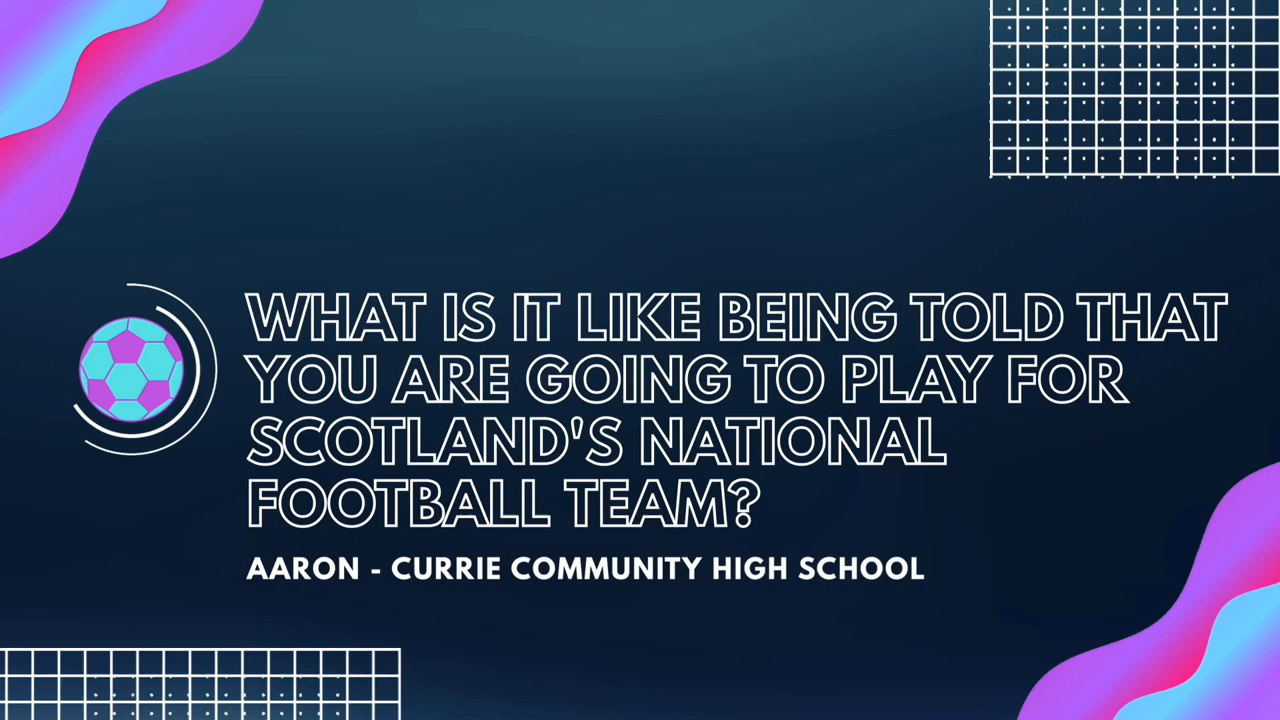 WHAT IS IT LIKE BEING TOLD THAT
YOU ARE GOING TO PLAY FOR
SCOTLAND'S NATIONAL
FOOTBALL TEAM?
AARON - CURRIE COMMUNITY HIGH SCHOOL